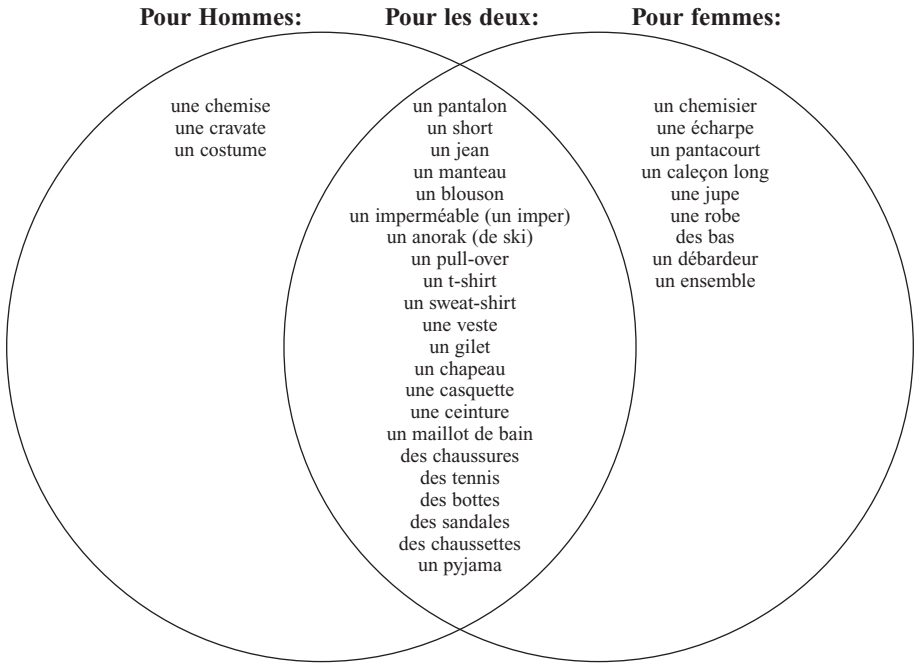 Pour Hommes:
Pour les deux:
Pour femmes:
une chemise
une cravate
un costume
un pantalon
un short
un jean
un manteau
un blouson
un imperméable (un imper)
un anorak (de ski)
un pull-over
un t-shirt
un sweat-shirt
une veste
un gilet
un chapeau
une casquette
une ceinture
un maillot de bain
des chaussures
des tennis
des bottes
des sandales
des chaussettes
un pyjama
un chemisier
une écharpe
un pantacourt
un caleçon long
une jupe
une robe
des bas
un débardeur
un ensemble